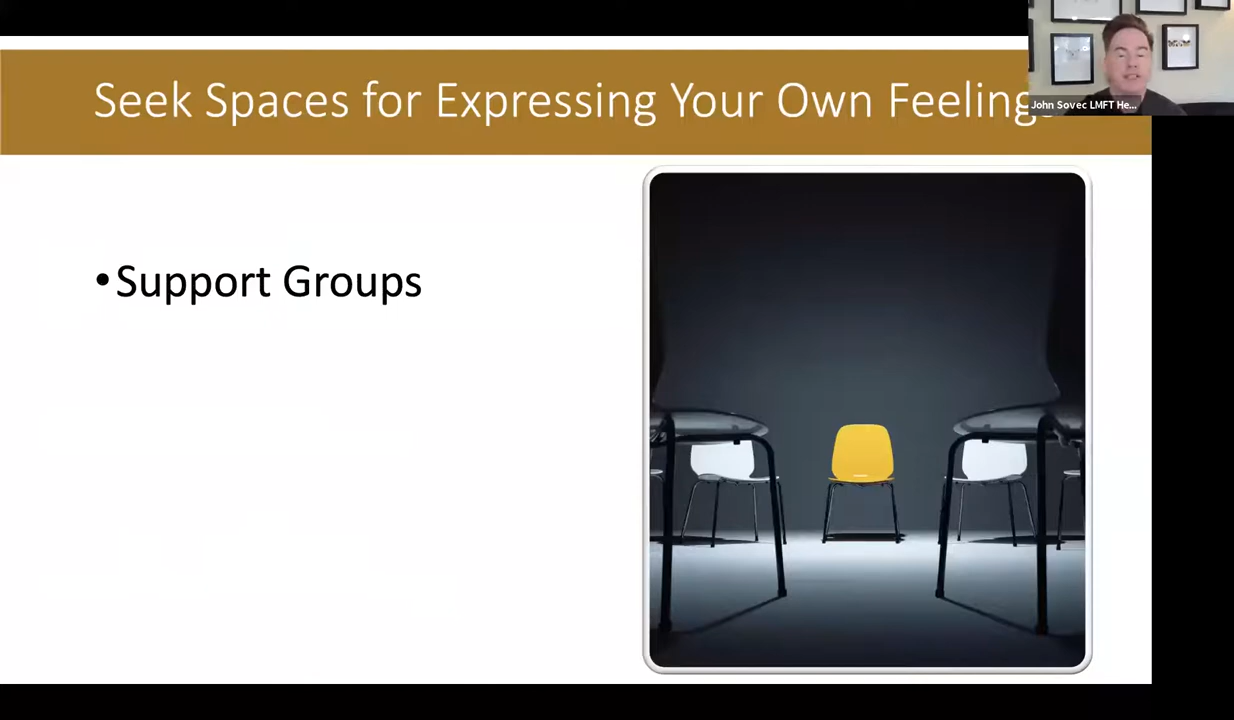 Seek Spaces for Expressing Your Own Feelings
John Sovec LMFT He...
•Support Groups